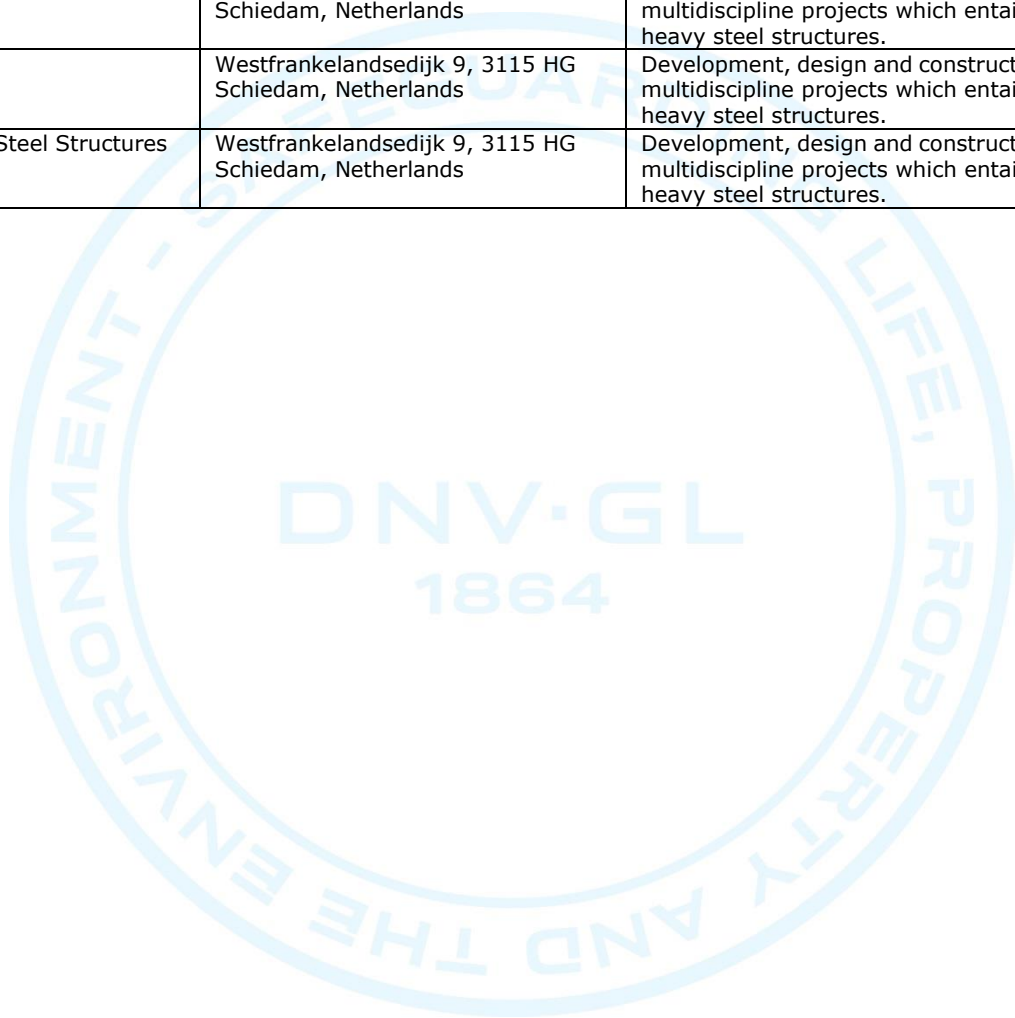 Schiedam, Netherlands
multidiscipline projects which entai
heavy steel structures.
Westfrankelandsedijk 9, 3115 HG
Schiedam, Netherlands
Development, design and construct
multidiscipline projects which entai
heavy steel structures.
Steel Structures
Westfrankelandsedijk 9, 3115 HG
Schiedam, Netherlands
Development, design and construct
multidiscipline projects which entai
heavy steel structures.
SAFEGUARDING LIFE, PROPERTY AND THE ENVIRONMENT -
DNV·GL
1864